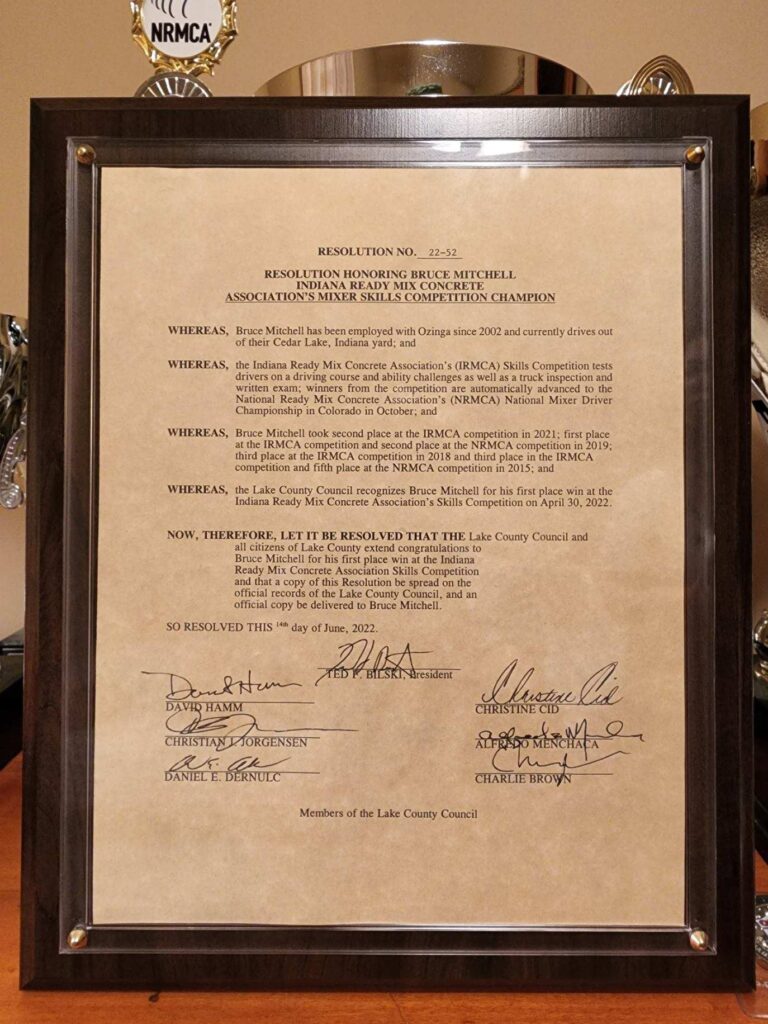 NRMCA
RESOLUTION NO. 22-52
RESOLUTION HONORING BRUCE MITCHELL
INDIANA READY MIX CONCRETE
ASSOCIATION'S MIXER SKILLS COMPETITION CHAMPION
WHEREAS, Bruce Mitchell has been employed with Ozinga since 2002 and currently drives out
of their Cedar Lake, Indiana yard; and
WHEREAS, the Indiana Ready Mix Concrete Association's (IRMCA) Skills Competition tests
drivers on a driving course and ability challenges as well as a truck inspection and
written exam; winners from the competition are automatically advanced to the
National Ready Mix Concrete Association's (NRMCA) National Mixer Driver
Championship in Colorado in October; and
WHEREAS, Bruce Mitchell took second place at the IRMCA competition in 2021; first place
at the IRMCA competition and second place at the NRMCA competition in 2019;
third place at the IRMCA competition in 2018 and third place in the IRMCA
competition and fifth place at the NRMCA competition in 2015; and
WHEREAS, the Lake County Council recognizes Bruce Mitchell for his first place win at the
Indiana Ready Mix Concrete Association's Skills Competition on April 30, 2022.
NOW, THEREFORE, LET IT BE RESOLVED THAT THE Lake County Council and
all citizens of Lake County extend congratulations to
Bruce Mitchell for his first place win at the Indiana
Ready Mix Concrete Association Skills Competition
and that a copy of this Resolution be spread on the
official records of the Lake County Council, and an
official copy be delivered to Bruce Mitchell.
SO RESOLVED THIS 14th day of June, 2022.
TED F. BILSKI, President
David Hamm
DAVID HAMM
Christine Cid
CHRISTINE CID
CHRISTIAN J. JORGENSEN
Alfredo Menchaca
ALFREDO MENCHACA
DANIEL E. DERNULC
CHARLIE BROWN
Members of the Lake County Council